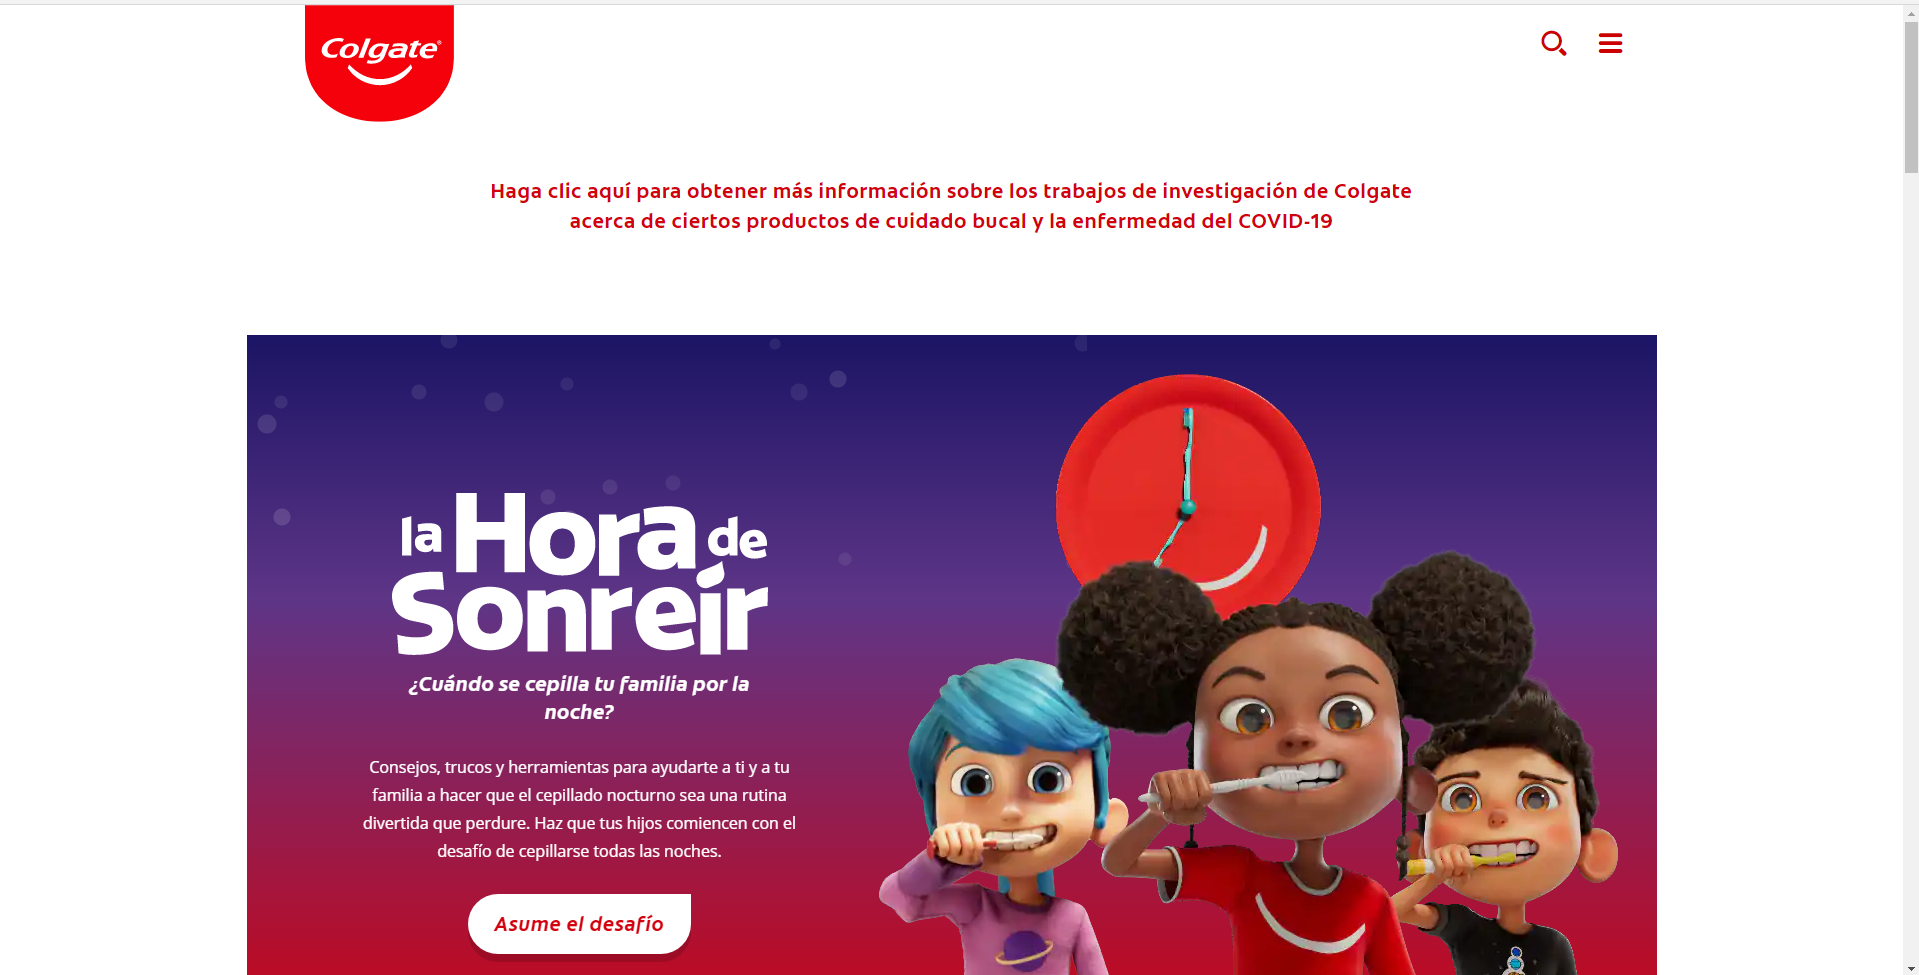 Colgate®
Haga clic aquí para obtener más información sobre los trabajos de investigación de Colgate
acerca de ciertos productos de cuidado bucal y la enfermedad del COVID-19
la Hora de
Sonreír
¿Cuándo se cepilla tu familia por la
noche?
Consejos, trucos y herramientas para ayudarte a ti y a tu
familia a hacer que el cepillado nocturno sea una rutina
divertida que perdure. Haz que tus hijos comiencen con el
desafío de cepillarse todas las noches.
Asume el desafío